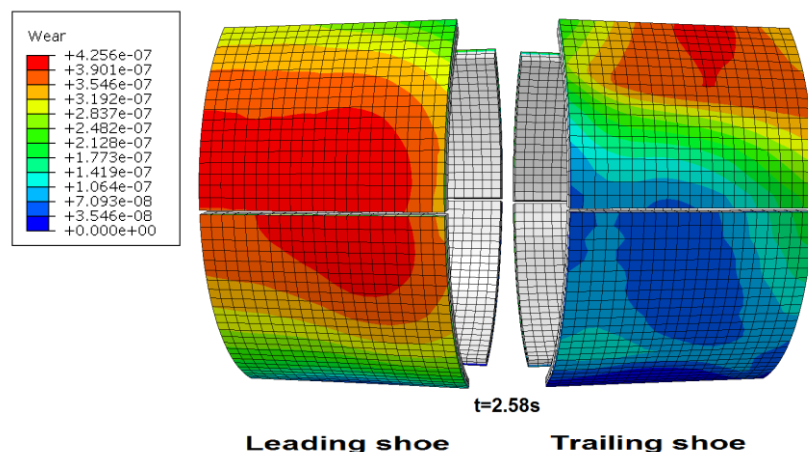 Wear
+4.256e-07
+3.901e-07
+3.546e-07
+3.192e-07
+2.837e-07
+2.482e-07
+2.128e-07
+1.773e-07
+1.419e-07
+1.064e-07
+7.093e-08
+3.546e-08
+0.000e+00
t=2.58s
Leading shoe
Trailing shoe